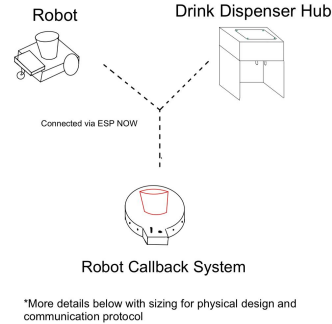 Robot
Drink Dispenser Hub
Connected via ESP NOW
Robot Callback System
*More details below with sizing for physical design and
communication protocol